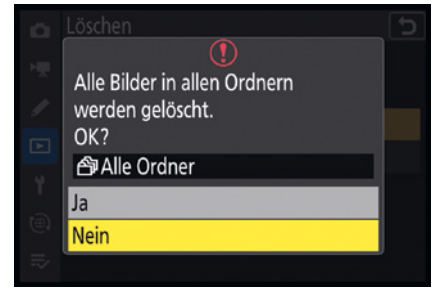 Löschen
Alle Bilder in allen Ordnern
werden gelöscht.
OK?
Alle Ordner
Ja
Nein